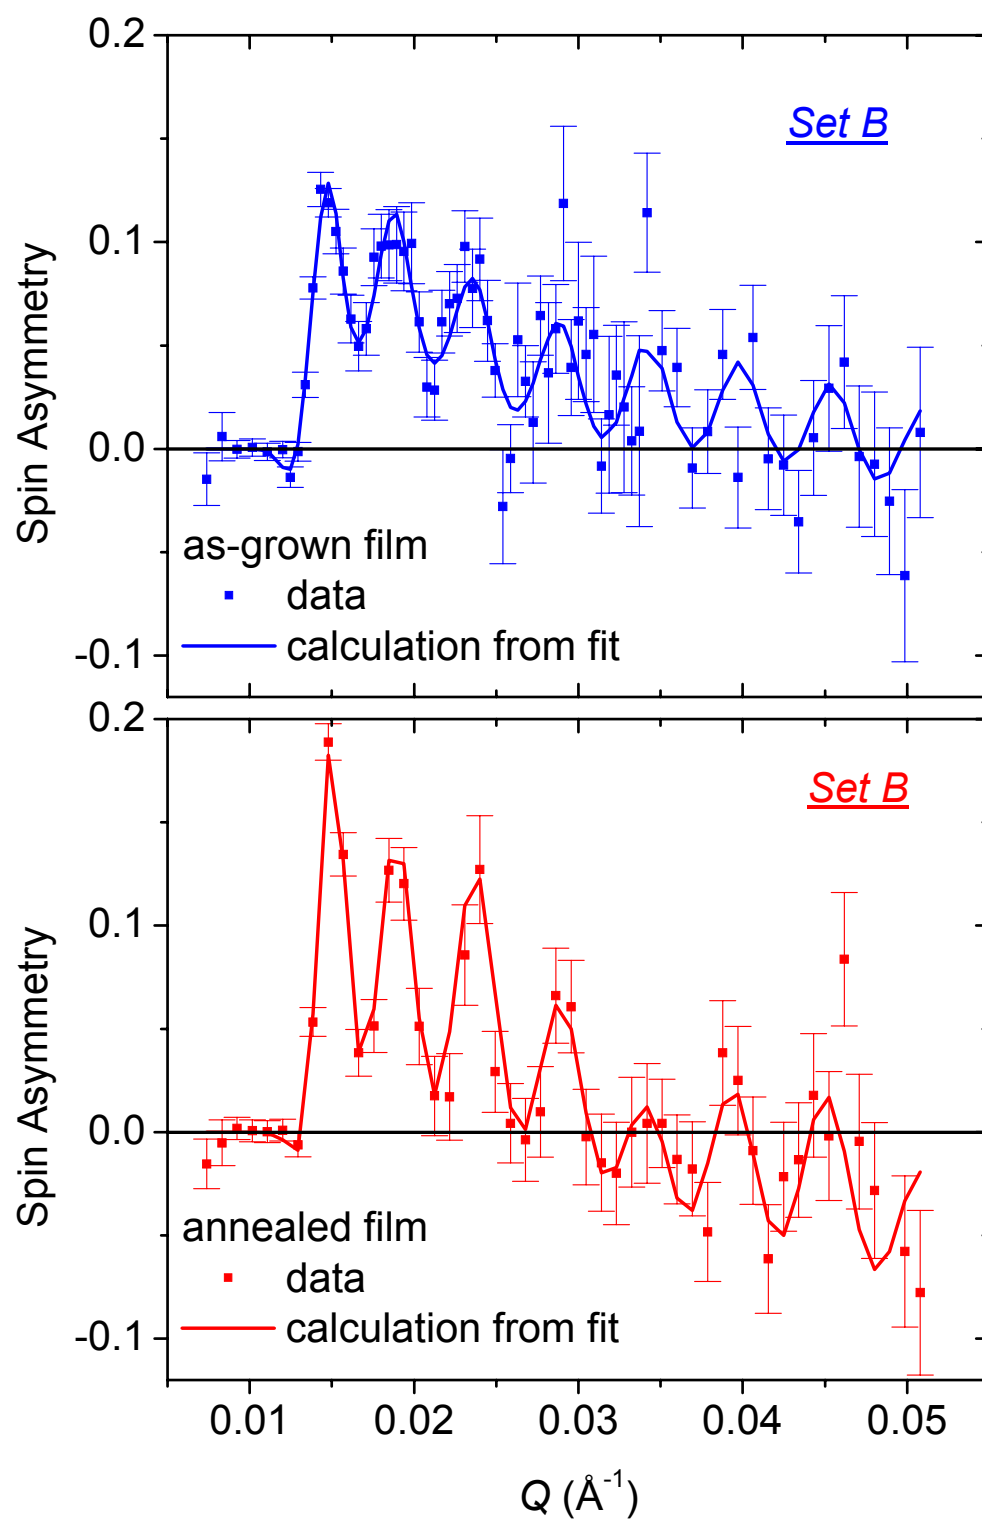 0.2
Set B
0.1
Spin Asymmetry
0.0
as-grown film
data
calculation from fit
-0.1
0.2
Set B
0.1
Spin Asymmetry
0.0
annealed film
data
calculation from fit
-0.1
0.01 0.02 0.03 0.04 0.05
Q (Å⁻¹)